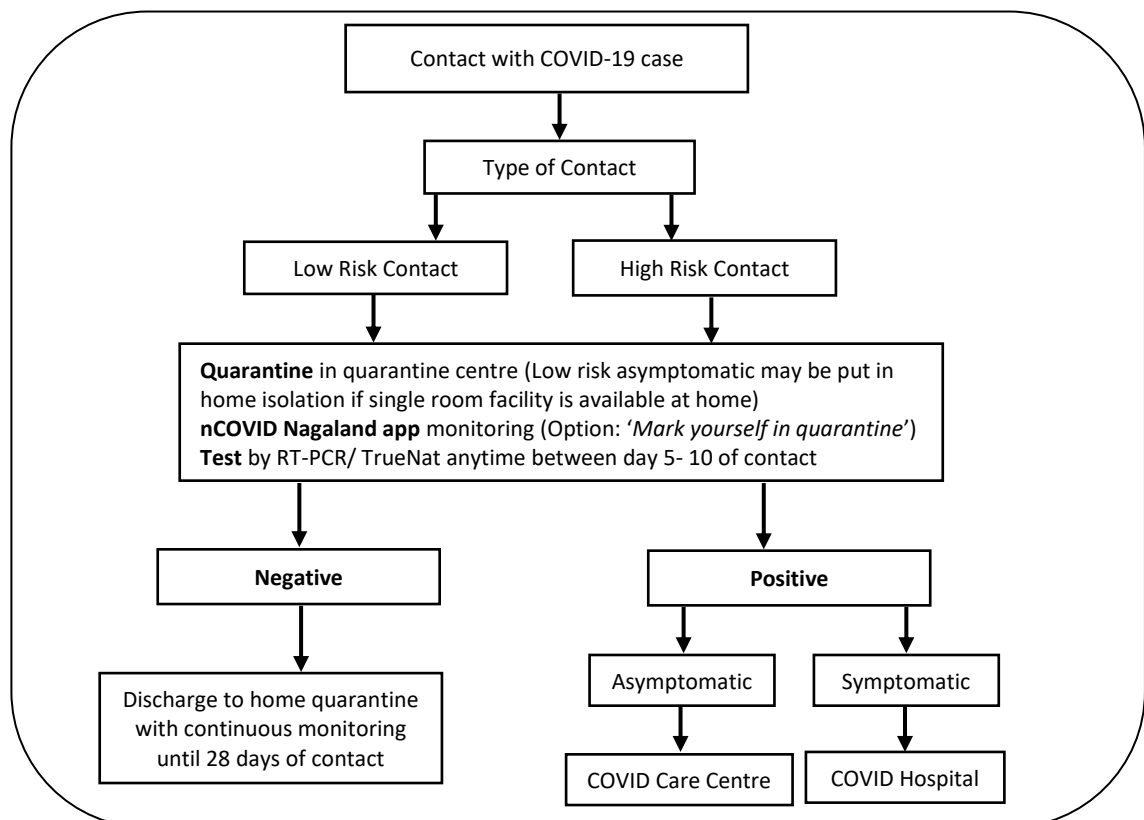 Contact with COVID-19 case
Type of Contact
Low Risk Contact
High Risk Contact
Quarantine in quarantine centre (Low risk asymptomatic may be put in
home isolation if single room facility is available at home)
nCOVID Nagaland app monitoring (Option: ‘Mark yourself in quarantine’)
Test by RT-PCR/ TrueNat anytime between day 5- 10 of contact
Negative
Positive
Discharge to home quarantine
with continuous monitoring
until 28 days of contact
Asymptomatic
Symptomatic
COVID Care Centre
COVID Hospital